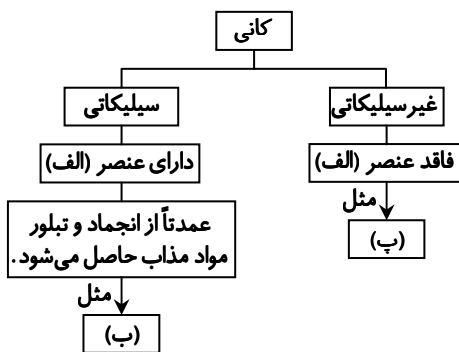 کانی
غیرسیلیکاتی
سیلیکاتی
فاقد عنصر (الف)
دارای عنصر (الف)
مثل
(پ)
عمدتاً از انجماد و تبلور
مواد مذاب حاصل می‌شود.
مثل
(ب)